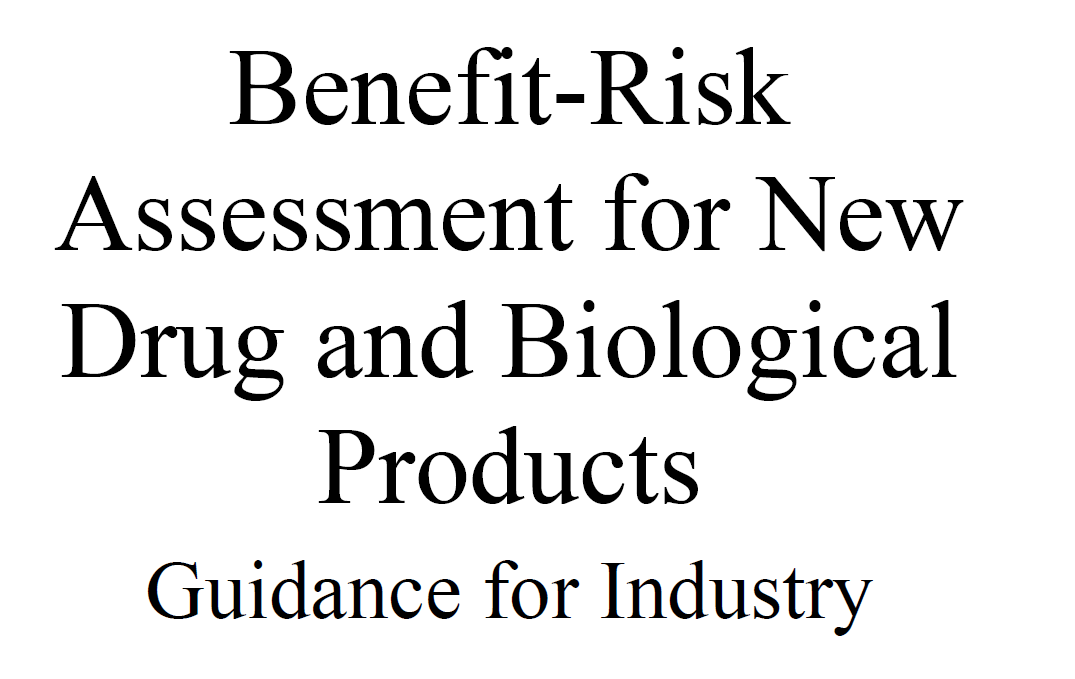 Benefit-Risk
Assessment for New
Drug and Biological
Products
Guidance for Industry